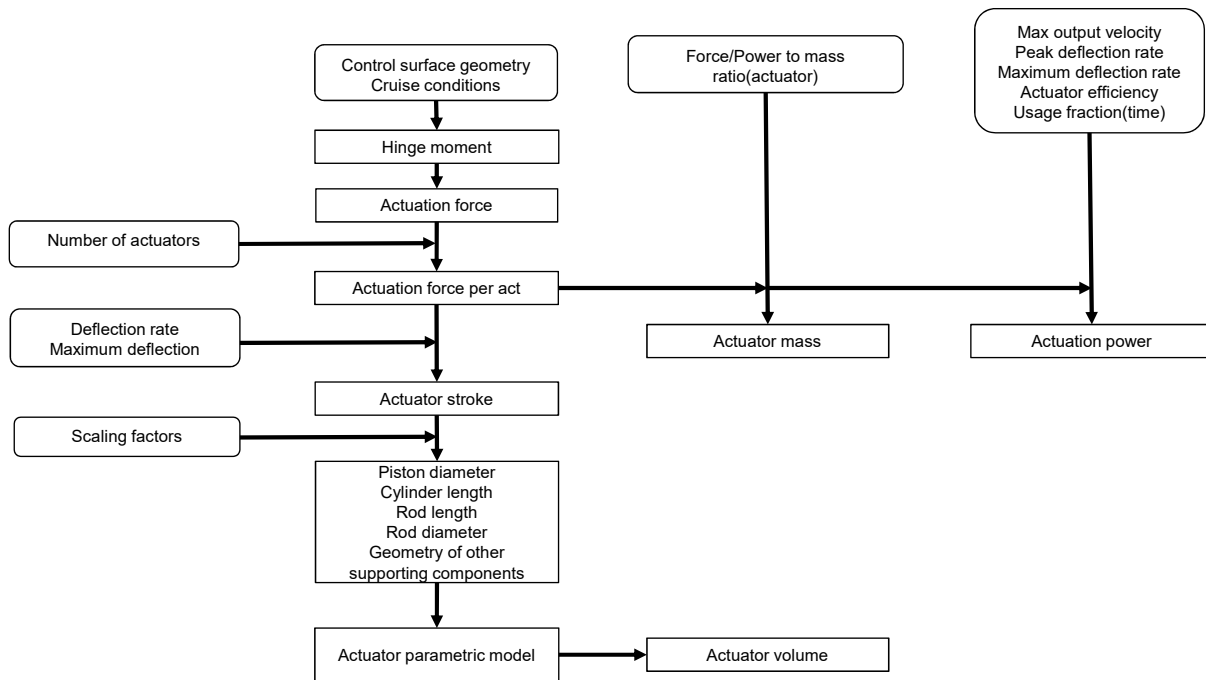 Control surface geometry
Cruise conditions
Force/Power to mass
ratio(actuator)
Max output velocity
Peak deflection rate
Maximum deflection rate
Actuator efficiency
Usage fraction(time)
Hinge moment
Actuation force
Number of actuators
Actuation force per act
Deflection rate
Maximum deflection
Actuator mass
Actuation power
Actuator stroke
Scaling factors
Piston diameter
Cylinder length
Rod length
Rod diameter
Geometry of other
supporting components
Actuator parametric model
Actuator volume